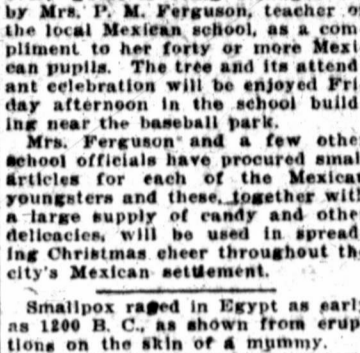 by Mrs. P. M. Ferguson, teacher o
the local Mexican school, as a com
pliment to her forty or more Mexi
can pupils. The tree and its attend
ant celebration will be enjoyed Fri
day afternoon in the school build
ing near the baseball park.
Mrs. Ferguson and a few othe
school officials have procured smal
articles for each of the Mexica
youngsters and these, together wit
a large supply of candy and othe
delicacies, will be used in spread
ing Christmas cheer throughout th
city's Mexican settlement.
Smallpox raged in Egypt as earl
as 1200 B. C., as shown from erup
tions on the skin of a mummy.